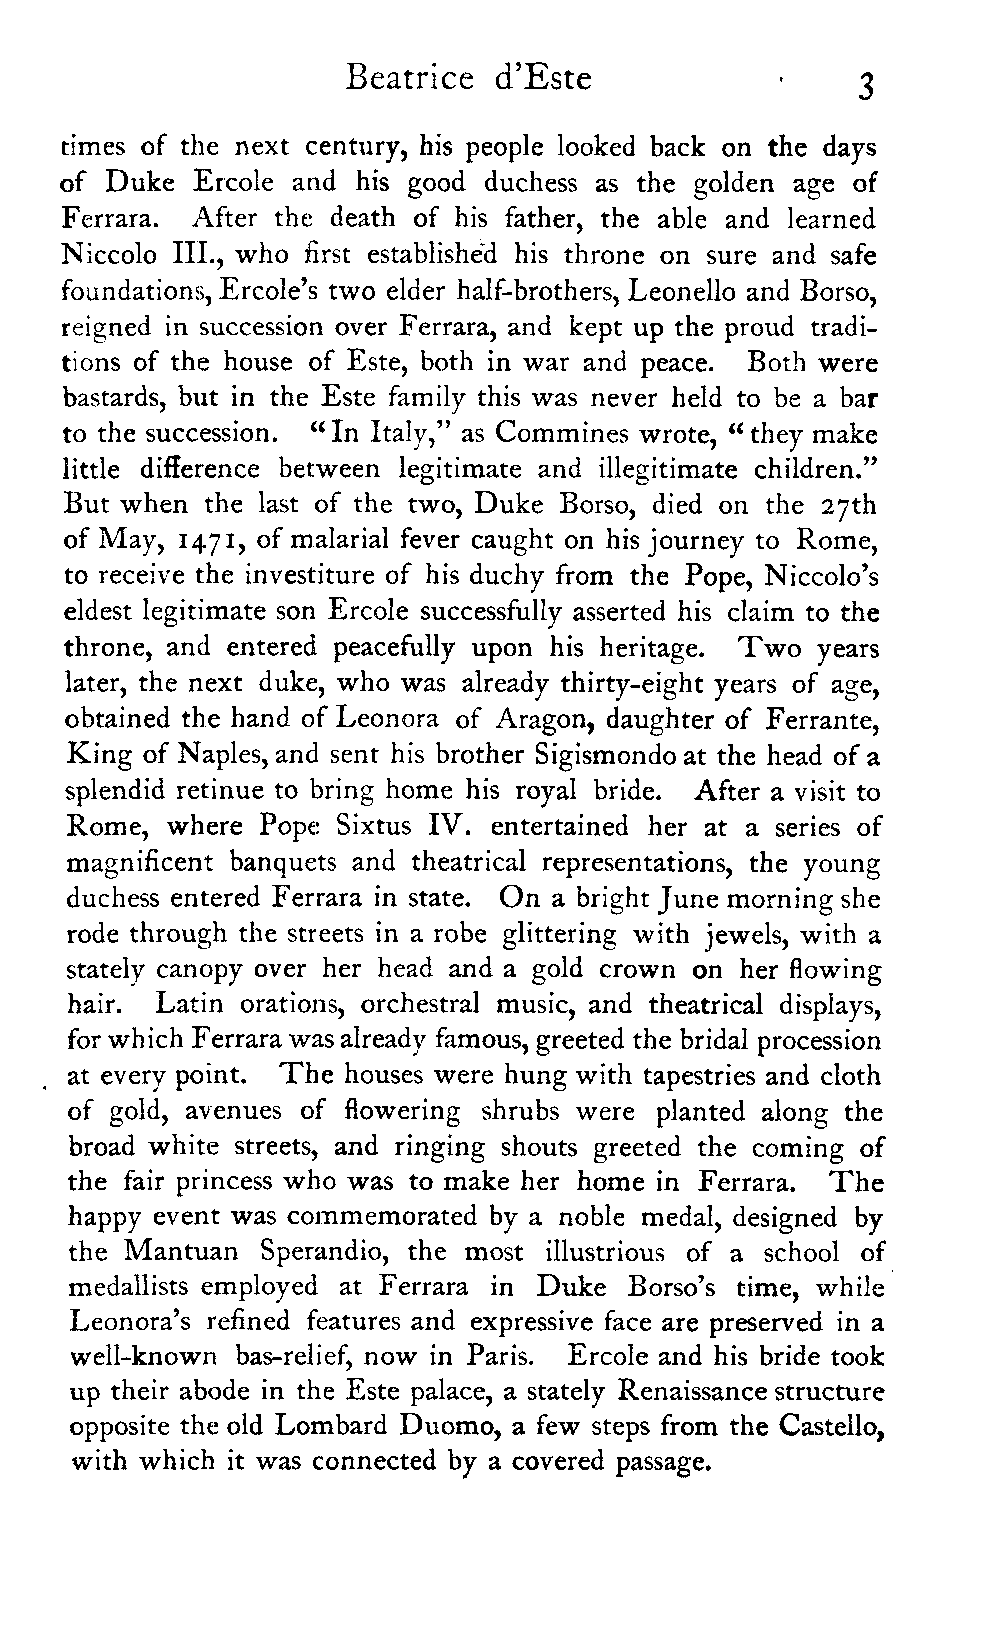 Beatrice d'Este 3
times of the next century, his people looked back on the days
of Duke Ercole and his good duchess as the golden age of
Ferrara. After the death of his father, the able and learned
Niccolo III., who first established his throne on sure and safe
foundations, Ercole's two elder half-brothers, Leonello and Borso,
reigned in succession over Ferrara, and kept up the proud tradi-
tions of the house of Este, both in war and peace. Both were
bastards, but in the Este family this was never held to be a bar
to the succession. "In Italy," as Commines wrote, "they make
little difference between legitimate and illegitimate children."
But when the last of the two, Duke Borso, died on the 27th
of May, 1471, of malarial fever caught on his journey to Rome,
to receive the investiture of his duchy from the Pope, Niccolo's
eldest legitimate son Ercole successfully asserted his claim to the
throne, and entered peacefully upon his heritage. Two years
later, the next duke, who was already thirty-eight years of age,
obtained the hand of Leonora of Aragon, daughter of Ferrante,
King of Naples, and sent his brother Sigismondo at the head of a
splendid retinue to bring home his royal bride. After a visit to
Rome, where Pope Sixtus IV. entertained her at a series of
magnificent banquets and theatrical representations, the young
duchess entered Ferrara in state. On a bright June morning she
rode through the streets in a robe glittering with jewels, with a
stately canopy over her head and a gold crown on her flowing
hair. Latin orations, orchestral music, and theatrical displays,
for which Ferrara was already famous, greeted the bridal procession
at every point. The houses were hung with tapestries and cloth
of gold, avenues of flowering shrubs were planted along the
broad white streets, and ringing shouts greeted the coming of
the fair princess who was to make her home in Ferrara. The
happy event was commemorated by a noble medal, designed by
the Mantuan Sperandio, the most illustrious of a school of
medallists employed at Ferrara in Duke Borso's time, while
Leonora's refined features and expressive face are preserved in a
well-known bas-relief, now in Paris. Ercole and his bride took
up their abode in the Este palace, a stately Renaissance structure
opposite the old Lombard Duomo, a few steps from the Castello,
with which it was connected by a covered passage.